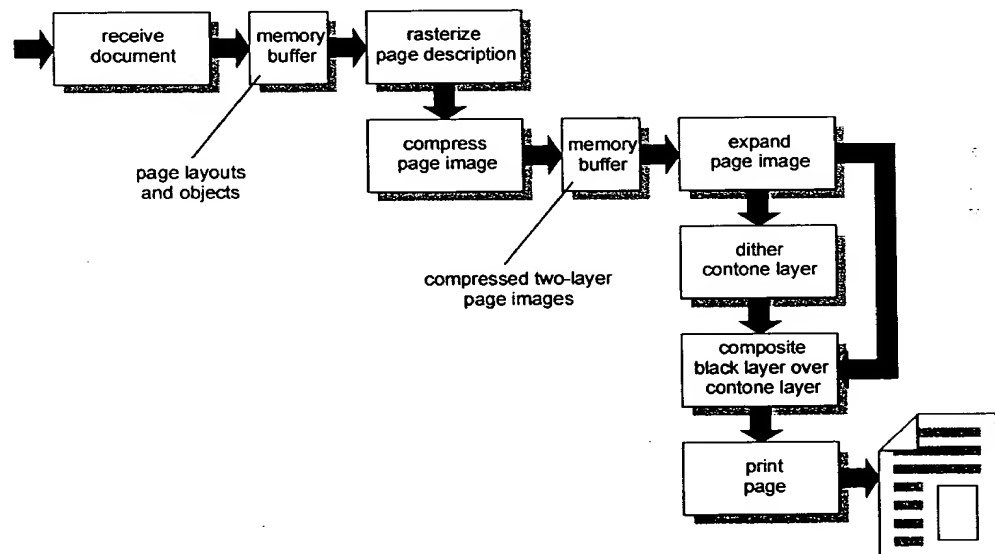 receive
document
memory
buffer
rasterize
page description
compress
page image
memory
buffer
expand
page image
page layouts
and objects
dither
contone layer
compressed two-layer
page images
composite
black layer over
contone layer
print
page